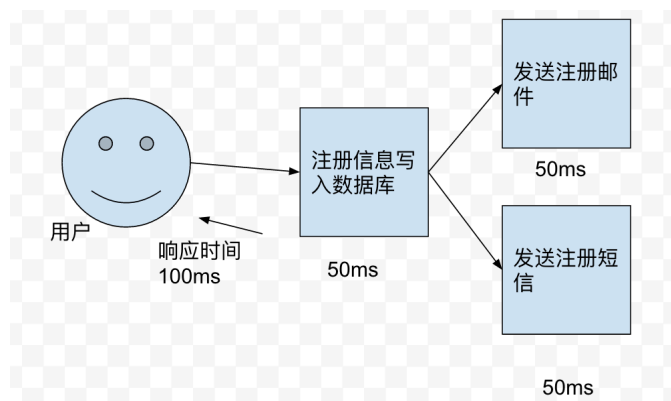 用户
响应时间
100ms
注册信息写
入数据库
50ms
发送注册邮
件
50ms
发送注册短
信
50ms